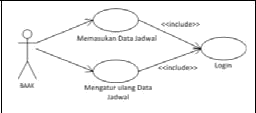 <<include>>
Memasukan Data Jadwal
<<include>>
Login
BAAK
Mengatur ulang Data
Jadwal